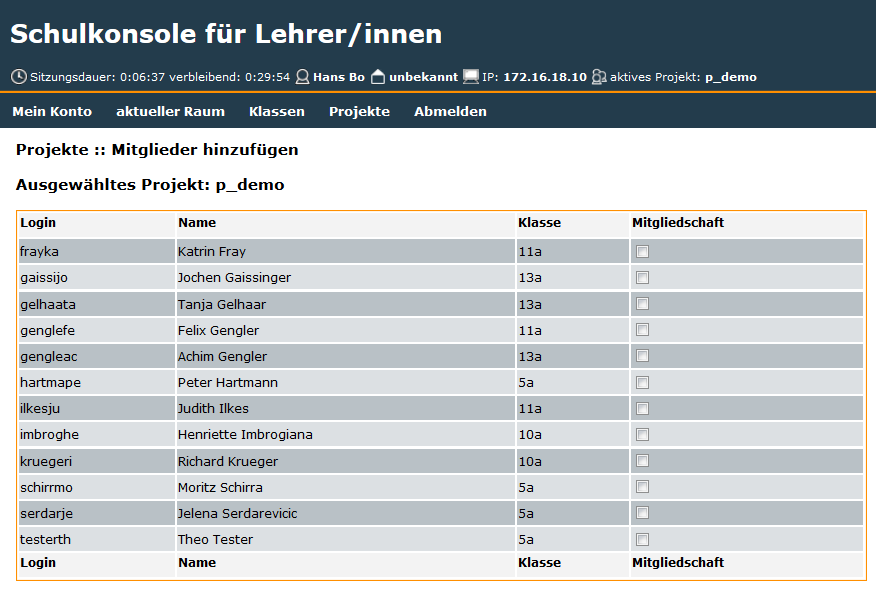 Schulkonsole für Lehrer/innen
Sitzungsdauer: 0:06:37 verbleibend: 0:29:54 Hans Bo unbekannt IP: 172.16.18.10 aktives Projekt: p_demo
Mein Konto aktueller Raum Klassen Projekte Abmelden
Projekte :: Mitglieder hinzufügen
Ausgewähltes Projekt: p_demo
Login Name Klasse Mitgliedschaft
frayka Katrin Fray 11a
gaissijo Jochen Gaissinger 13a
gelhaata Tanja Gelhaar 13a
genglefe Felix Gengler 11a
gengleac Achim Gengler 13a
hartmape Peter Hartmann 5a
ilkesju Judith Ilkes 11a
imbroghe Henriette Imbrogiana 10a
kruegeri Richard Krueger 10a
schirrmo Moritz Schirra 5a
serdarje Jelena Serdarevicic 5a
testerth Theo Tester 5a
Login Name Klasse Mitgliedschaft